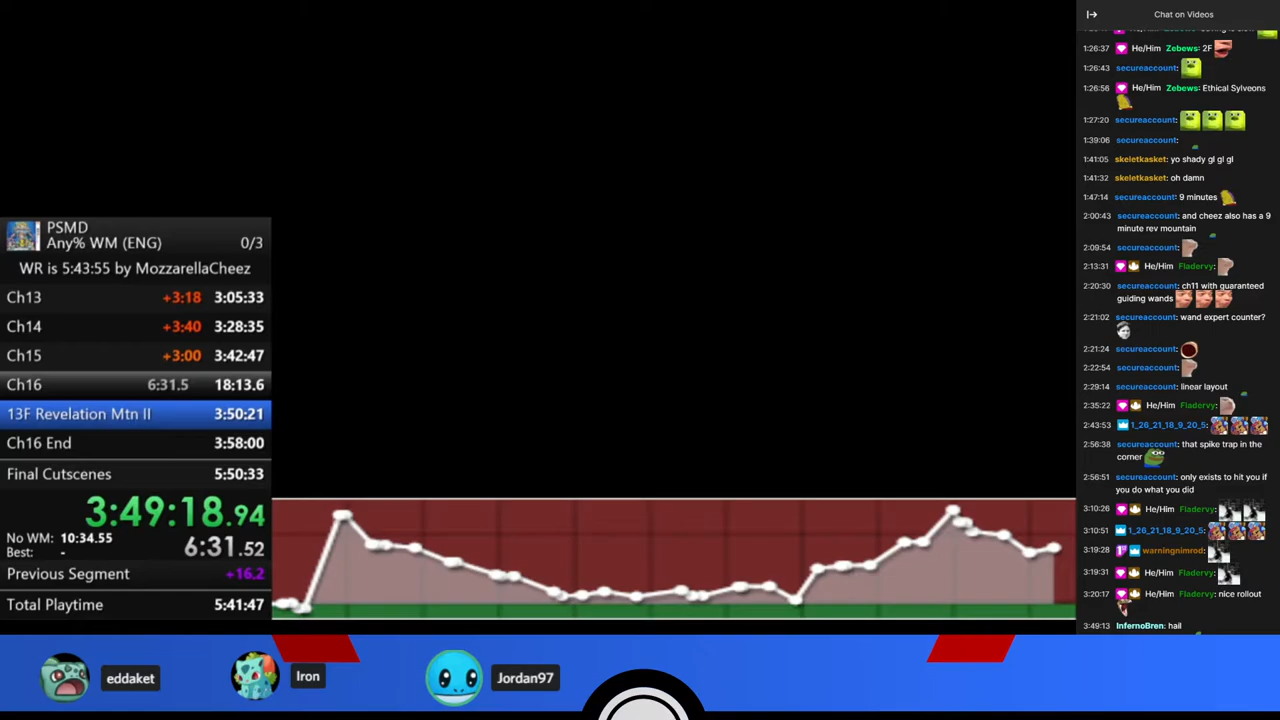 Chat on Videos
1:26:37 He/Him Zebews: 2F
1:26:43 secureaccount:
1:26:56 He/Him Zebews: Ethical Sylveons
1:27:20 secureaccount:
1:39:06 secureaccount:
1:41:05 skeletkasket: yo shady gl gl gl
1:41:32 skeletkasket: oh damn
1:47:14 secureaccount: 9 minutes
2:00:43 secureaccount: and cheez also has a 9
minute rev mountain
2:09:54 secureaccount:
2:13:31 He/Him Fladervy:
2:20:30 secureaccount: ch11 with guaranteed
guiding wands
2:21:02 secureaccount: wand expert counter?
2:21:24 secureaccount:
2:22:54 secureaccount:
2:29:14 secureaccount: linear layout
2:35:22 He/Him Fladervy:
2:43:53 1_26_21_18_9_20_5:
2:56:38 secureaccount: that spike trap in the
corner
2:56:51 secureaccount: only exists to hit you if
you do what you did
3:10:26 He/Him Fladervy:
3:10:51 1_26_21_18_9_20_5:
3:19:28 warningnimrod:
3:19:31 He/Him Fladervy:
3:20:17 He/Him Fladervy: nice rollout
3:49:13 InfernoBren: hail
PSMD
Any% WM (ENG) 0/3
WR is 5:43:55 by MozzarellaCheez
Ch13 +3:18 3:05:33
Ch14 +3:40 3:28:35
Ch15 +3:00 3:42:47
Ch16 6:31.5 18:13.6
13F Revelation Mtn II 3:50:21
Ch16 End 3:58:00
Final Cutscenes 5:50:33
3:49:18.94
No WM: 10:34.55 6:31.52
Best: -
Previous Segment +16.2
Total Playtime 5:41:47
eddaket
Iron
Jordan97